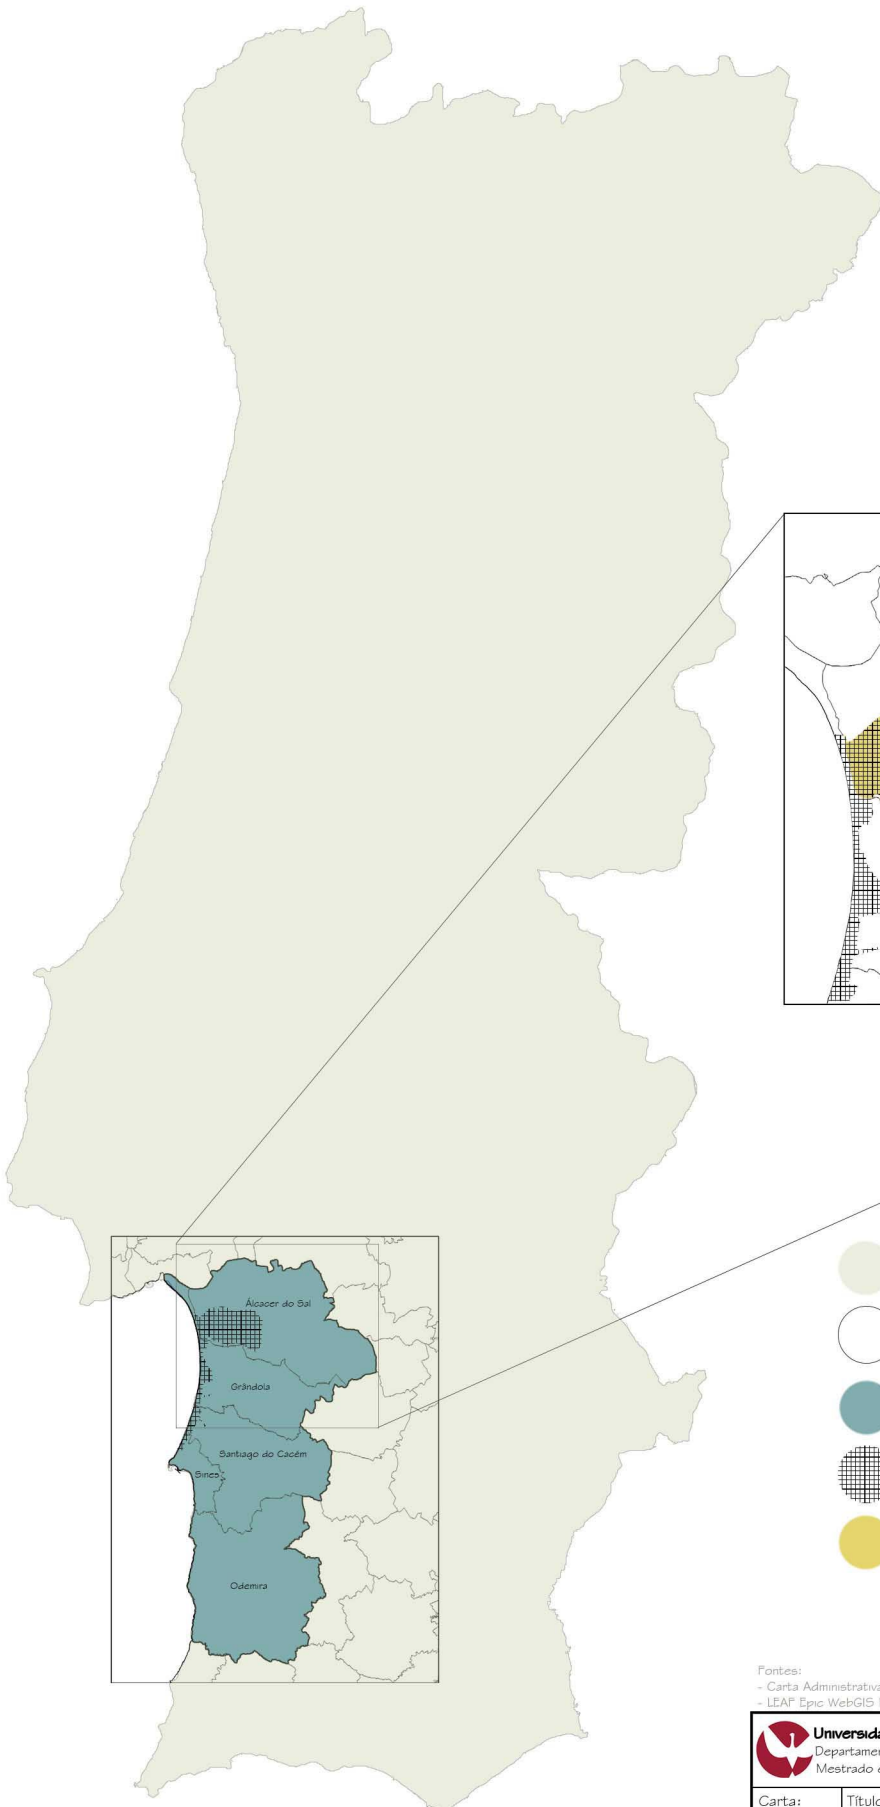 Álcacer do Sal
Grândola
Santiago do Cacém
Sines
Odemira
Fontes:
- Carta Administrativa
- LEAF Epic WebGIS
Universida
Departamen
Mestrado e
Carta:
Título